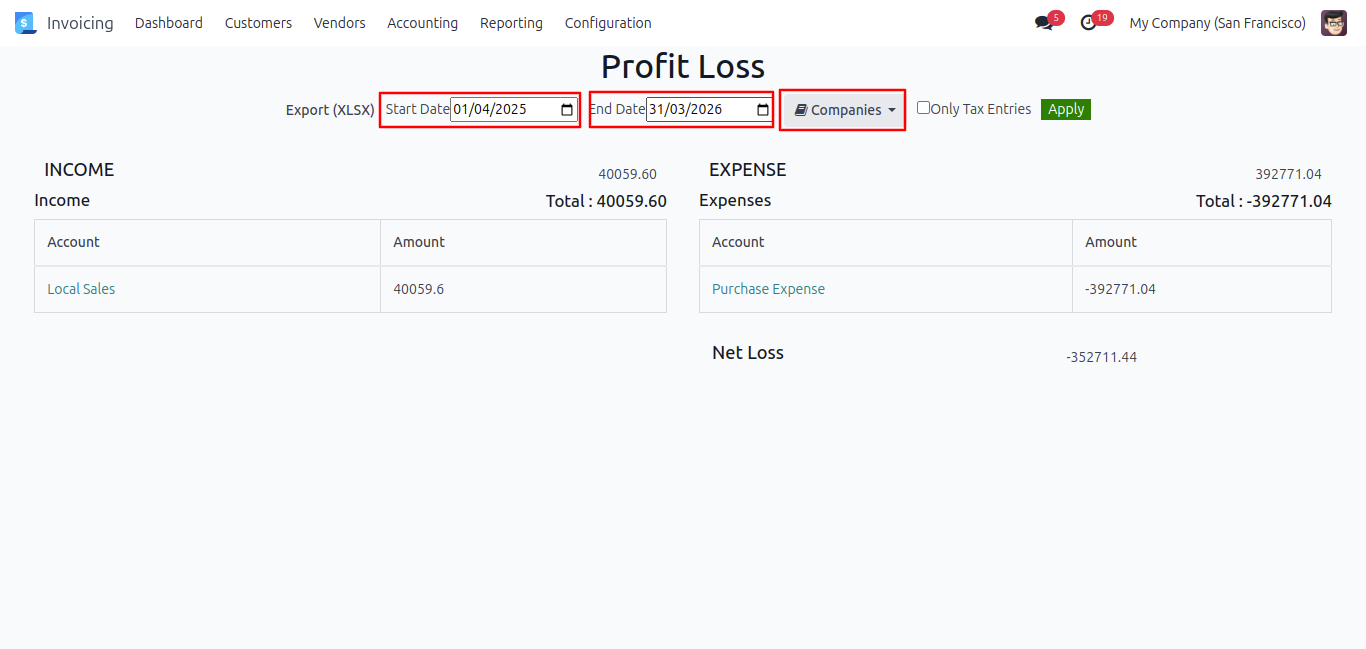 Invoicing Dashboard Customers Vendors Accounting Reporting Configuration 5 19 My Company (San Francisco)
Profit Loss
Export (XLSX) Start Date 01/04/2025 End Date 31/03/2026 Companies Only Tax Entries Apply
INCOME 40059.60
Income Total : 40059.60
Account Amount
Local Sales 40059.6
EXPENSE 392771.04
Expenses Total : -392771.04
Account Amount
Purchase Expense -392771.04
Net Loss -352711.44